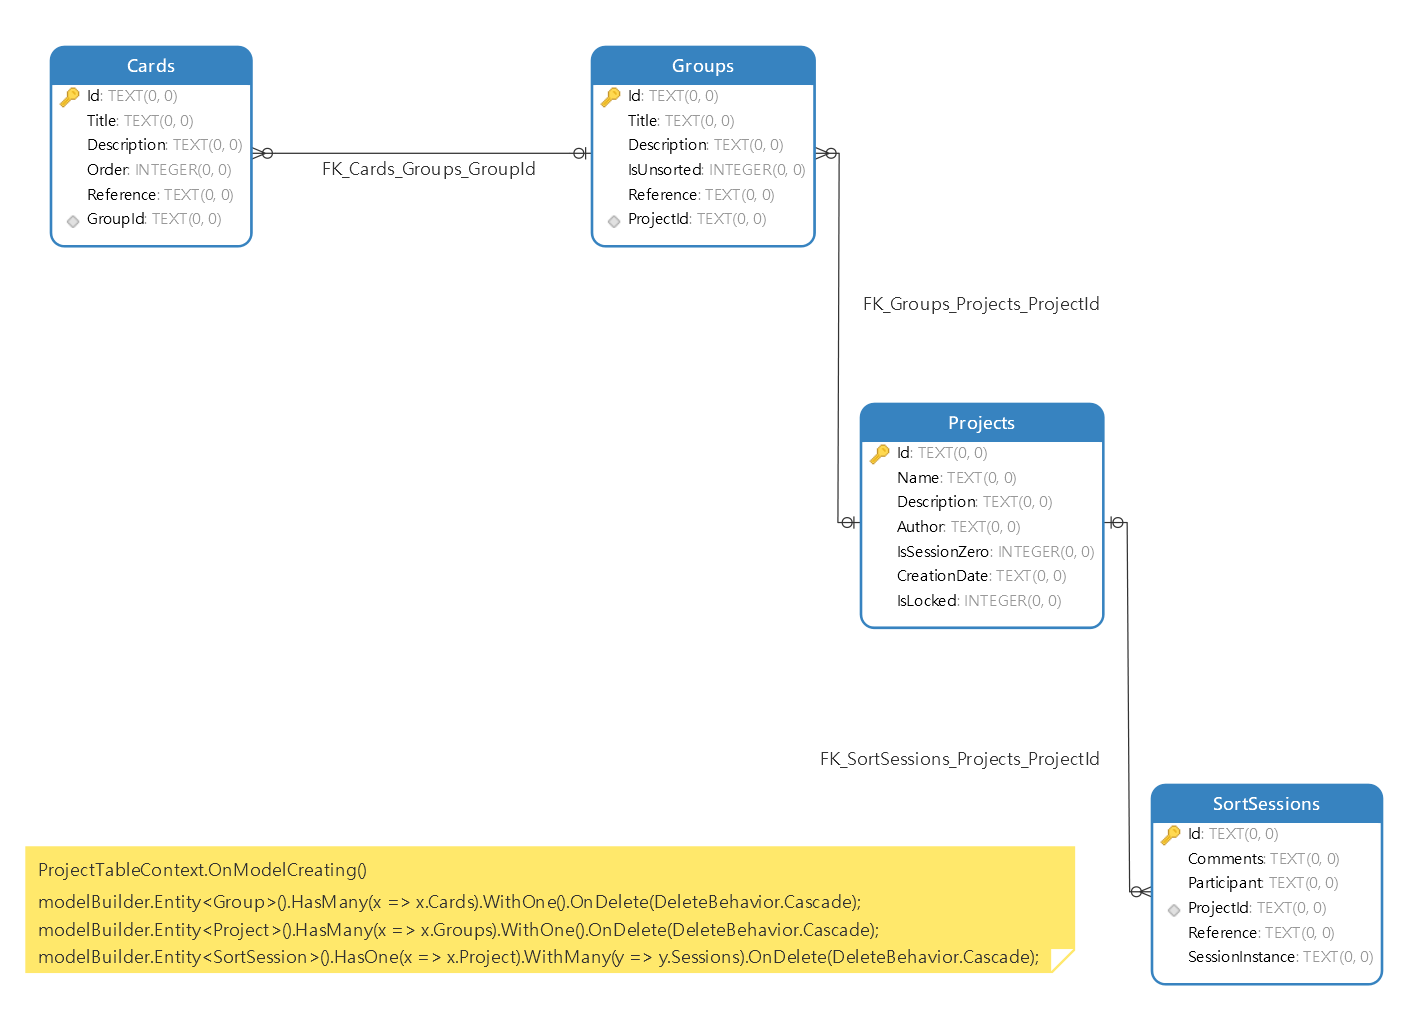 Cards
Id: TEXT(0, 0)
Title: TEXT(0, 0)
Description: TEXT(0, 0)
Order: INTEGER(0, 0)
Reference: TEXT(0, 0)
GroupId: TEXT(0, 0)
FK_Cards_Groups_GroupId
Groups
Id: TEXT(0, 0)
Title: TEXT(0, 0)
Description: TEXT(0, 0)
IsUnsorted: INTEGER(0, 0)
Reference: TEXT(0, 0)
ProjectId: TEXT(0, 0)
FK_Groups_Projects_ProjectId
Projects
Id: TEXT(0, 0)
Name: TEXT(0, 0)
Description: TEXT(0, 0)
Author: TEXT(0, 0)
IsSessionZero: INTEGER(0, 0)
CreationDate: TEXT(0, 0)
IsLocked: INTEGER(0, 0)
FK_SortSessions_Projects_ProjectId
SortSessions
Id: TEXT(0, 0)
Comments: TEXT(0, 0)
Participant: TEXT(0, 0)
ProjectId: TEXT(0, 0)
Reference: TEXT(0, 0)
SessionInstance: TEXT(0, 0)
ProjectTableContext.OnModelCreating()
modelBuilder.Entity<Group>().HasMany(x => x.Cards).WithOne().OnDelete(DeleteBehavior.Cascade);
modelBuilder.Entity<Project>().HasMany(x => x.Groups).WithOne().OnDelete(DeleteBehavior.Cascade);
modelBuilder.Entity<SortSession>().HasOne(x => x.Project).WithMany(y => y.Sessions).OnDelete(DeleteBehavior.Cascade);